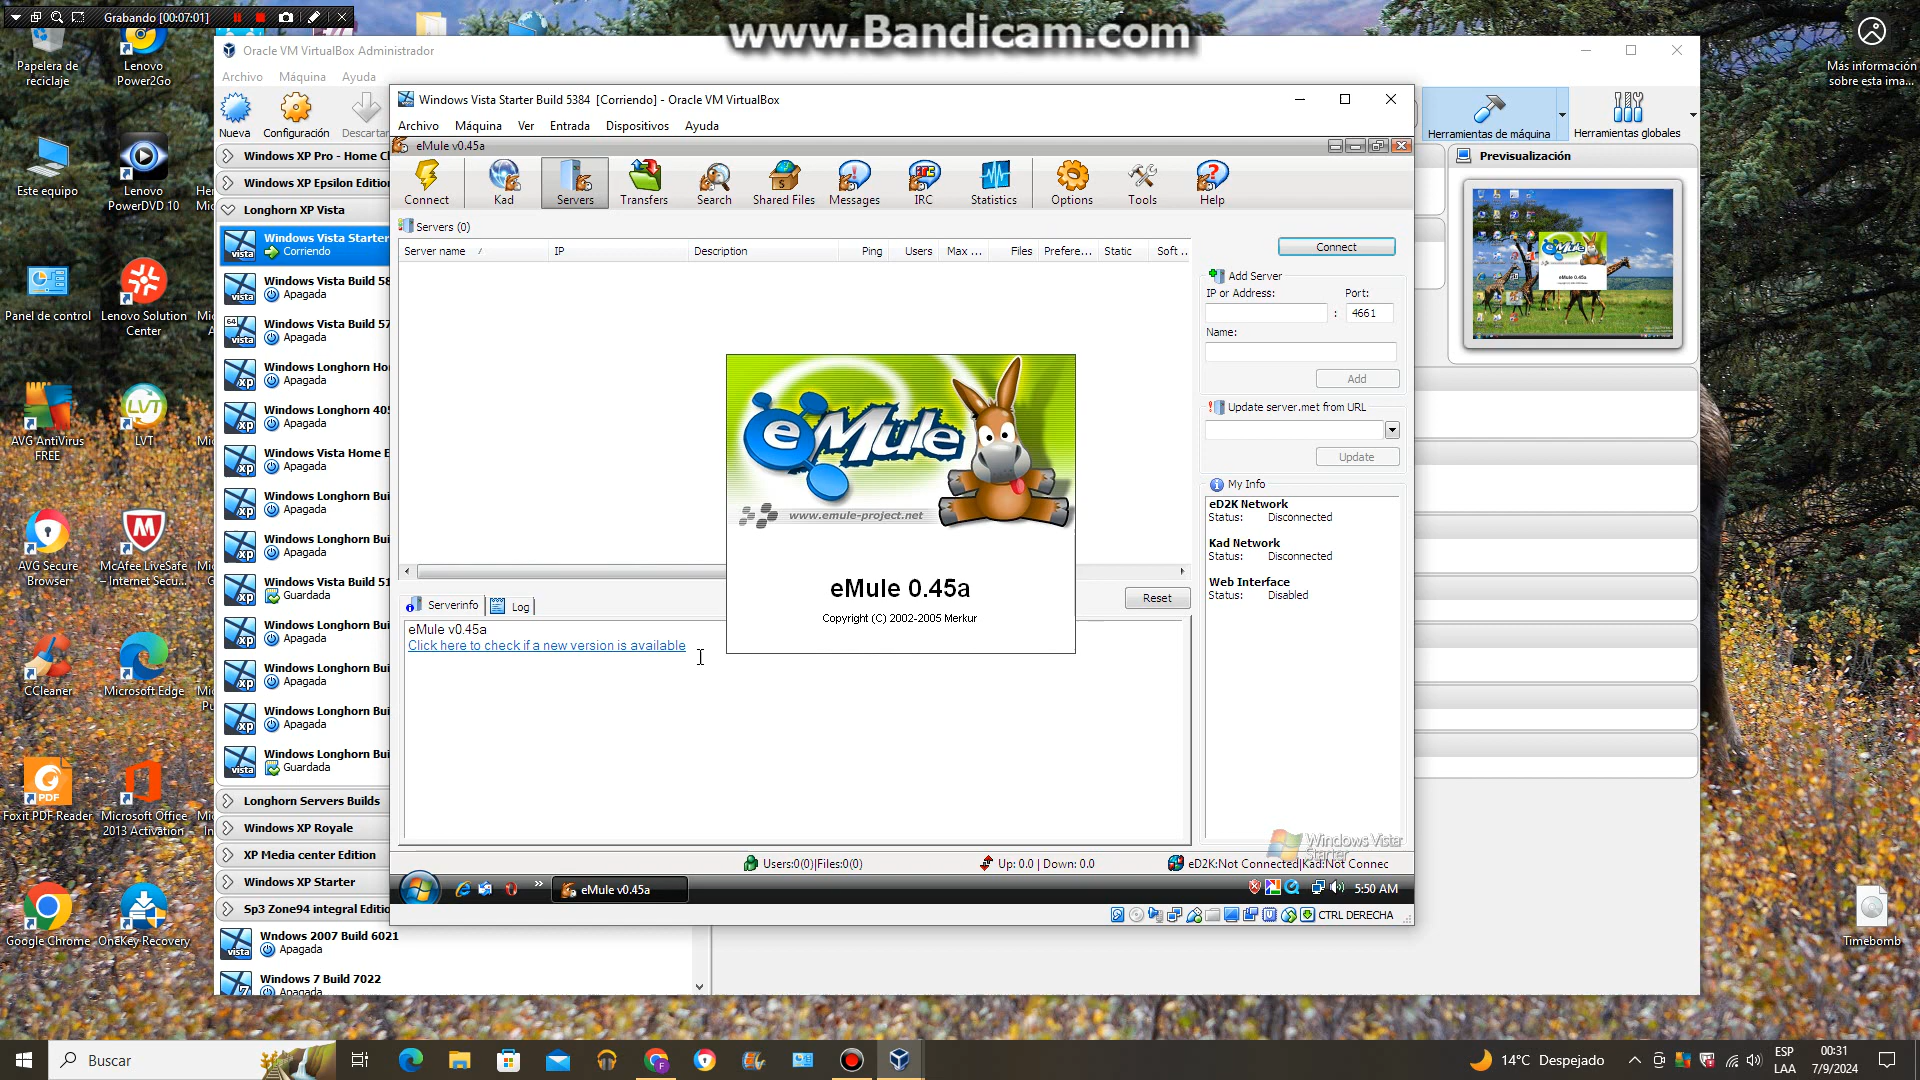 Grabando [00:07:01]
www.Bandicam.com
Papelera de
reciclaje
Lenovo
Power2Go
Más información
sobre esta ima...
Oracle VM VirtualBox Administrador
Archivo Máquina Ayuda
Nueva
Configuración
Descartar
Herramientas de máquina
Herramientas globales
Previsualización
Este equipo
Lenovo
PowerDVD 10
Panel de control
Lenovo Solution
Center
AVG AntiVirus
FREE
LVT
AVG Secure
Browser
McAfee LiveSafe
– Internet Secu...
CCleaner
Microsoft Edge
Foxit PDF Reader
Microsoft Office
2013 Activation
Google Chrome
OneKey Recovery
Timebomb
Windows XP Pro - Home
Windows XP Epsilon Edition
Longhorn XP Vista
Windows Vista Starter
Corriendo
Windows Vista Build
Apagada
Windows Vista Build
Apagada
Windows Longhorn
Apagada
Windows Longhorn
Apagada
Windows Vista Home
Apagada
Windows Longhorn
Apagada
Windows Longhorn
Apagada
Windows Vista Build
Guardada
Windows Longhorn
Apagada
Windows Longhorn
Apagada
Windows Longhorn
Apagada
Windows Longhorn
Guardada
Longhorn Servers Builds
Windows XP Royale
XP Media center Edition
Windows XP Starter
Sp3 Zone94 integral Editio
Wndows 2007 Build 6021
Apagada
Windows 7 Build 7022
Apagada
Windows Vista Starter Build 5384 [Corriendo] - Oracle VM VirtualBox
Archivo Máquina Ver Entrada Dispositivos Ayuda
eMule v0.45a
Connect Kad Servers Transfers Search Shared Files Messages IRC Statistics Options Tools Help
Servers (0)
Server name / IP Description Ping Users Max ... Files Prefere... Static Soft ..
Connect
Add Server
IP or Address: Port:
: 4661
Name:
Add
Update server.met from URL
Update
My Info
eD2K Network
Status: Disconnected
Kad Network
Status: Disconnected
Web Interface
Status: Disabled
eMule
www.emule-project.net
eMule 0.45a
Copyright (C) 2002-2005 Merkur
Serverinfo Log
Reset
eMule v0.45a
Click here to check if a new version is available
Windows Vista
Starter
Users:0(0)|Files:0(0)
Up: 0.0 | Down: 0.0
eD2K:Not Connected|Kad:Not Connec
eMule v0.45a
5:50 AM
CTRL DERECHA
Buscar
14°C Despejado
ESP
LAA
00:31
7/9/2024